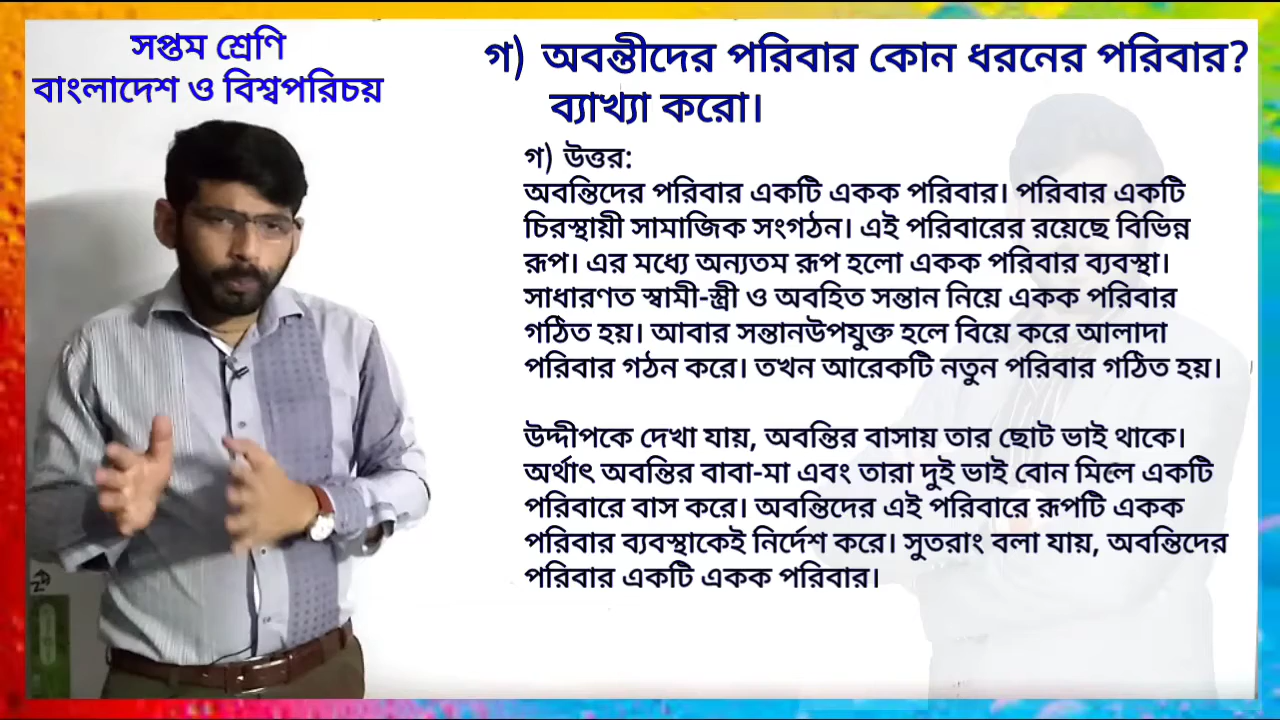 সপ্তম শ্রেণি
বাংলাদেশ ও বিশ্বপরিচয়
গ) অবন্তীদের পরিবার কোন ধরনের পরিবার?
ব্যাখ্যা করো।
গ) উত্তর:
অবন্তিদের পরিবার একটি একক পরিবার। পরিবার একটি
চিরস্থায়ী সামাজিক সংগঠন। এই পরিবারের রয়েছে বিভিন্ন
রূপ। এর মধ্যে অন্যতম রূপ হলো একক পরিবার ব্যবস্থা।
সাধারণত স্বামী-স্ত্রী ও অবহিত সন্তান নিয়ে একক পরিবার
গঠিত হয়। আবার সন্তানউপযুক্ত হলে বিয়ে করে আলাদা
পরিবার গঠন করে। তখন আরেকটি নতুন পরিবার গঠিত হয়।
উদ্দীপকে দেখা যায়, অবন্তির বাসায় তার ছোট ভাই থাকে।
অর্থাৎ অবন্তির বাবা-মা এবং তারা দুই ভাই বোন মিলে একটি
পরিবারে বাস করে। অবন্তিদের এই পরিবারে রূপটি একক
পরিবার ব্যবস্থাকেই নির্দেশ করে। সুতরাং বলা যায়, অবন্তিদের
পরিবার একটি একক পরিবার।